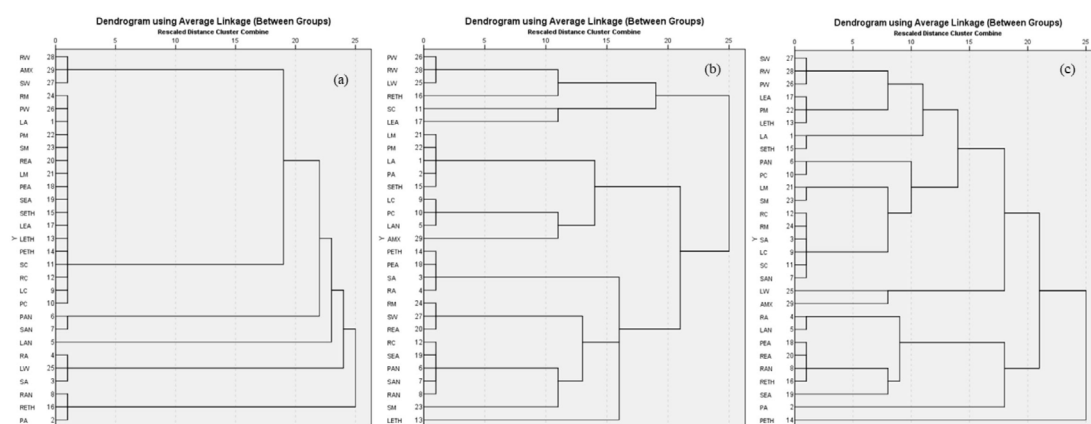 Dendrogram using Average Linkage (Between Groups)
Rescaled Distance Cluster Combine
0 5 10 15 20 25
(a)
RW 28
AMX 29
SW 27
RM 24
PW 26
LA 1
PM 22
SM 23
REA 20
LM 21
PEA 18
SEA 19
SETH 15
LEA 17
Y LETH 13
PETH 14
SC 11
RC 12
LC 9
PC 10
PAN 6
SAN 7
LAN 5
RA 4
LW 25
SA 3
RAN 8
RETH 16
PA 2
Dendrogram using Average Linkage (Between Groups)
Rescaled Distance Cluster Combine
0 5 10 15 20 25
(b)
PW 26
RW 28
LW 25
RETH 16
SC 11
LEA 17
LM 21
PM 22
LA 1
PA 2
SETH 15
LC 9
PC 10
LAN 5
Y AMX 29
PETH 14
PEA 18
SA 3
RA 4
RM 24
SW 27
REA 20
RC 12
SEA 19
PAN 6
SAN 7
RAN 8
SM 23
LETH 13
Dendrogram using Average Linkage (Between Groups)
Rescaled Distance Cluster Combine
0 5 10 15 20 25
(c)
SW 27
RW 28
PW 26
LEA 17
PM 22
LETH 13
LA 1
SETH 15
PAN 6
PC 10
LM 21
SM 23
RC 12
RM 24
Y SA 3
LC 9
SC 11
SAN 7
LW 25
AMX 29
RA 4
LAN 5
PEA 18
REA 20
RAN 8
RETH 16
SEA 19
PA 2
PETH 14